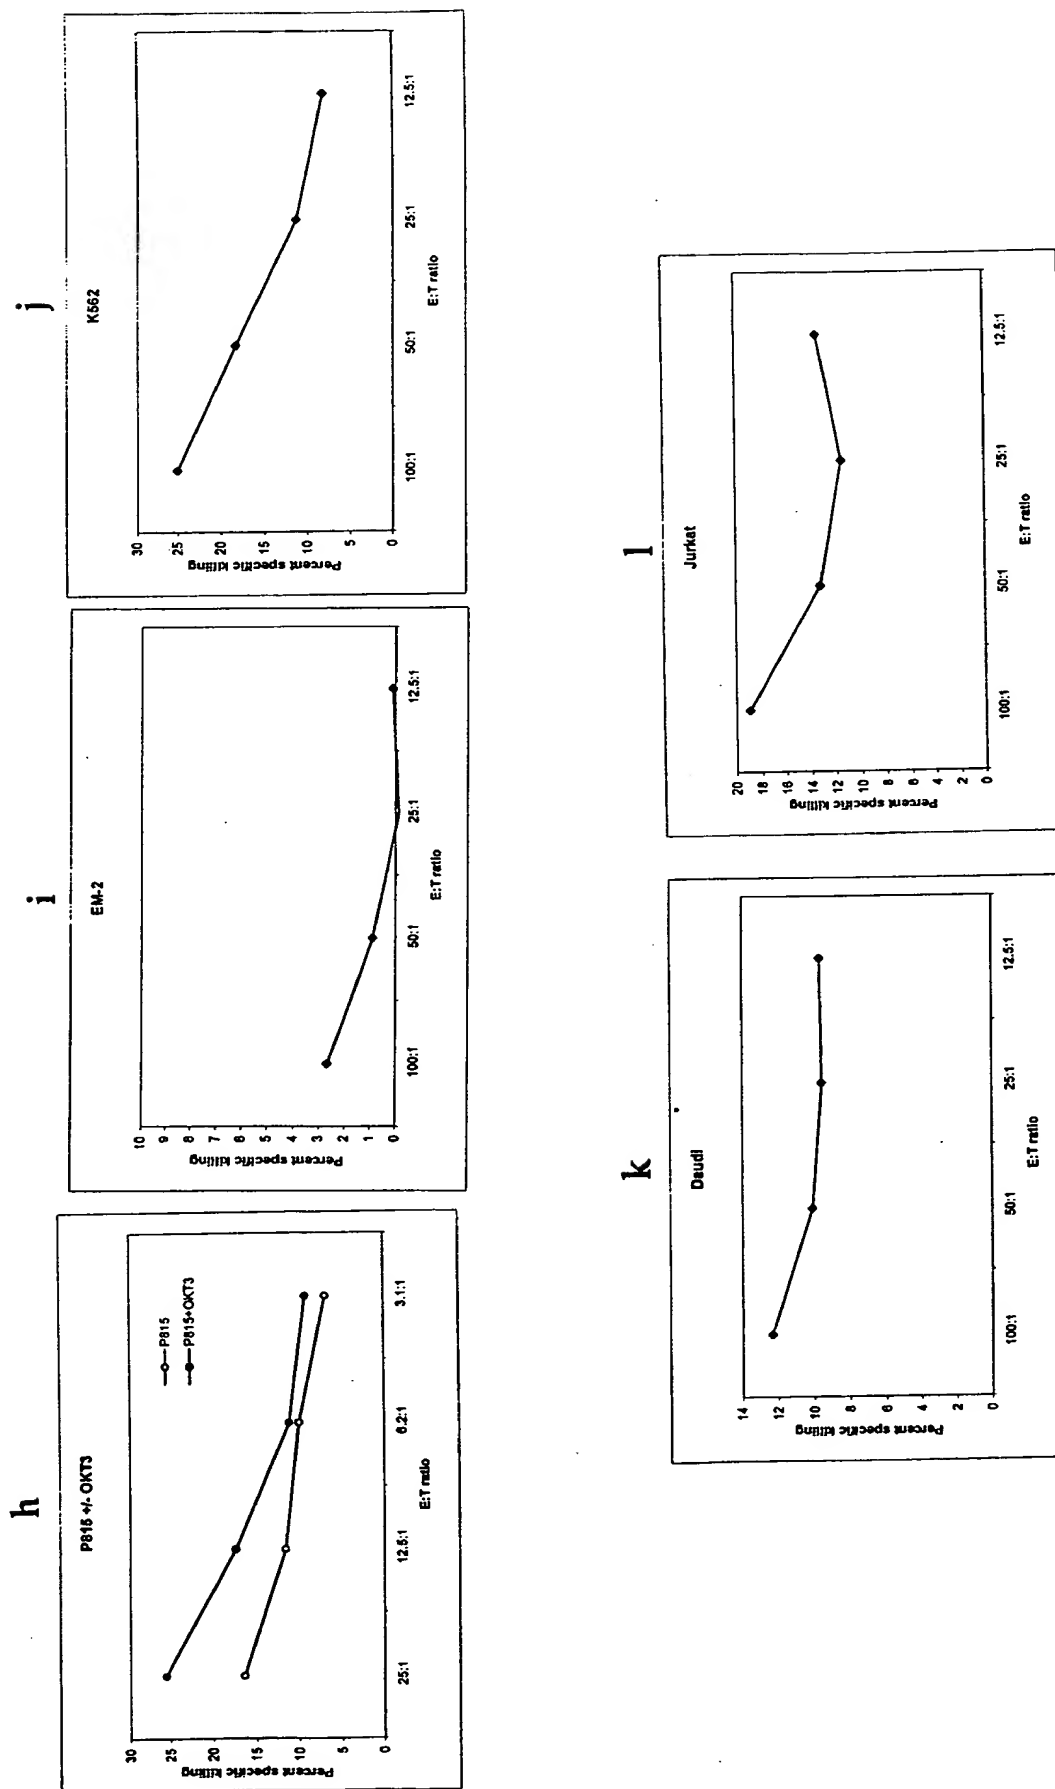 h
P815 +/- OKT3
30
25
20
15
10
5
0
Percent specific killing
P815
P815+OKT3
25:1
12.5:1
6.2:1
3.1:1
E:T ratio
i
EM-2
10
9
8
7
6
5
4
3
2
1
0
Percent specific killing
100:1
50:1
25:1
12.5:1
E:T ratio
j
K562
30
25
20
15
10
5
0
Percent specific killing
100:1
50:1
25:1
12.5:1
E:T ratio
k
Daudi
14
12
10
8
6
4
2
0
Percent specific killing
100:1
50:1
25:1
12.5:1
E:T ratio
l
Jurkat
20
18
16
14
12
10
8
6
4
2
0
Percent specific killing
100:1
50:1
25:1
12.5:1
E:T ratio